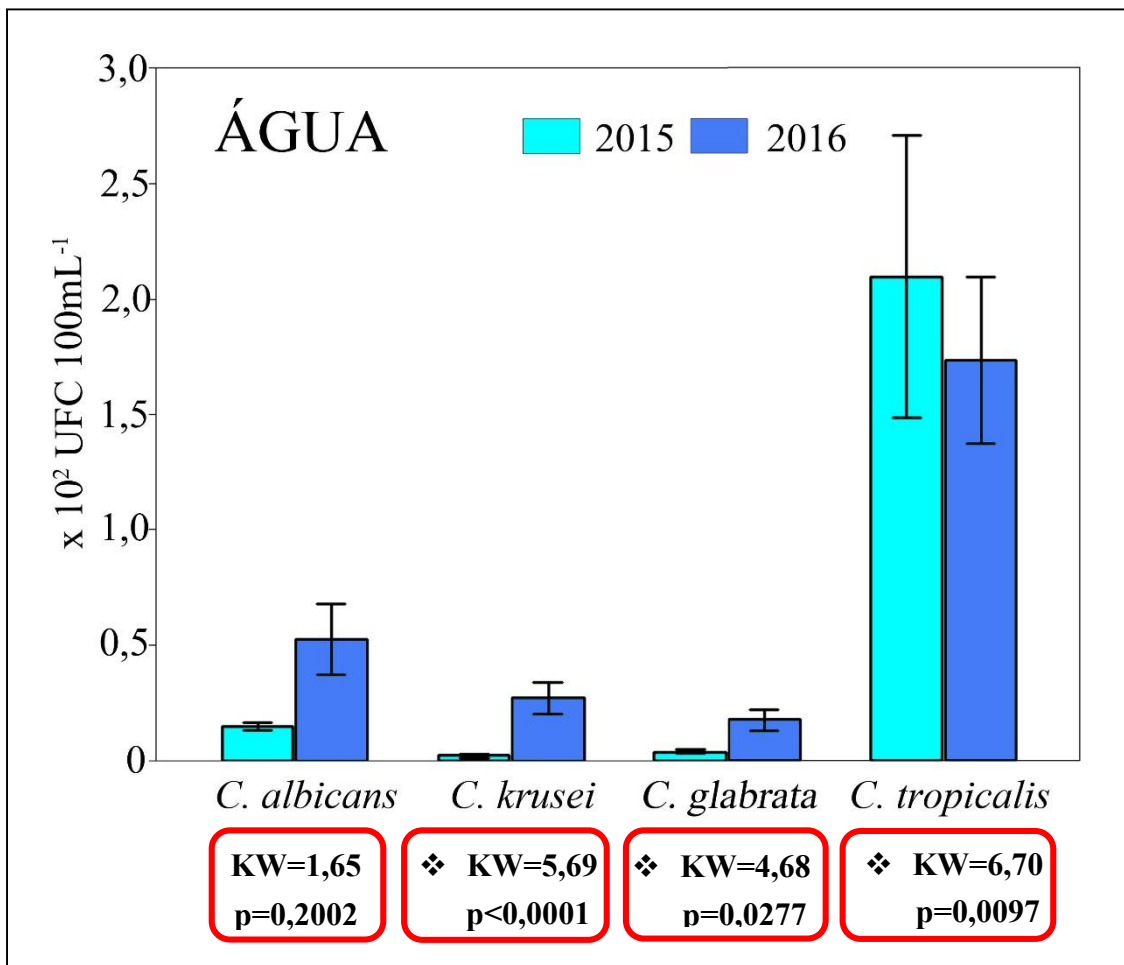 3,0
ÁGUA
2015
2016
2,5
2,0
1,5
1,0
0,5
0
x 10² UFC 100mL⁻¹
C. albicans
C. krusei
C. glabrata
C. tropicalis
KW=1,65
p=0,2002
❖ KW=5,69
p<0,0001
❖ KW=4,68
p=0,0277
❖ KW=6,70
p=0,0097